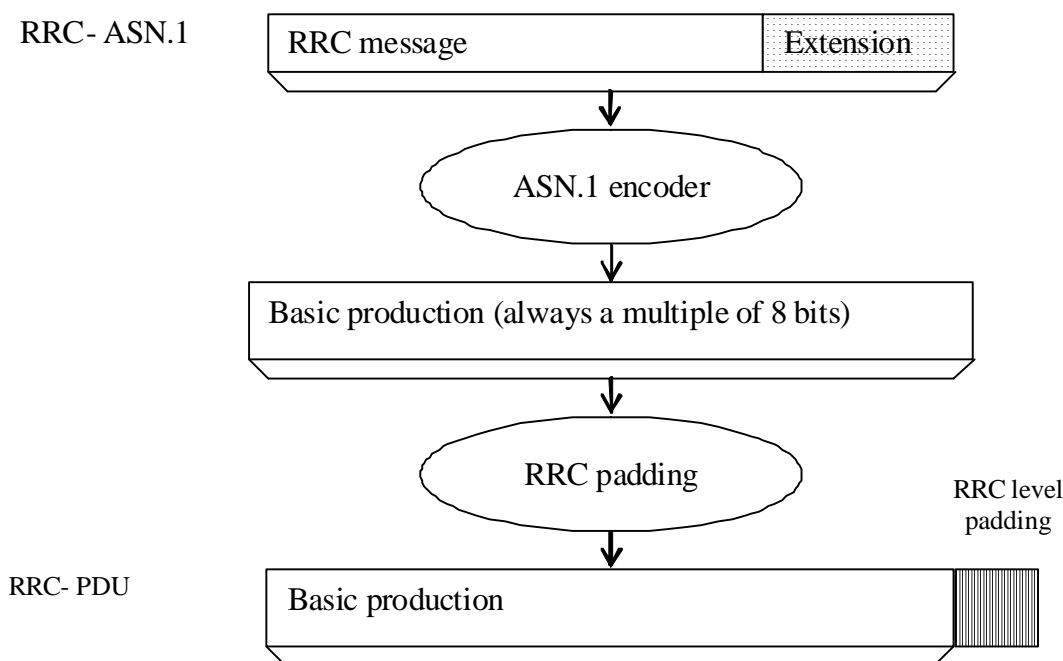 RRC- ASN.1
RRC message
Extension
ASN.1 encoder
Basic production (always a multiple of 8 bits)
RRC padding
RRC level
padding
RRC- PDU
Basic production